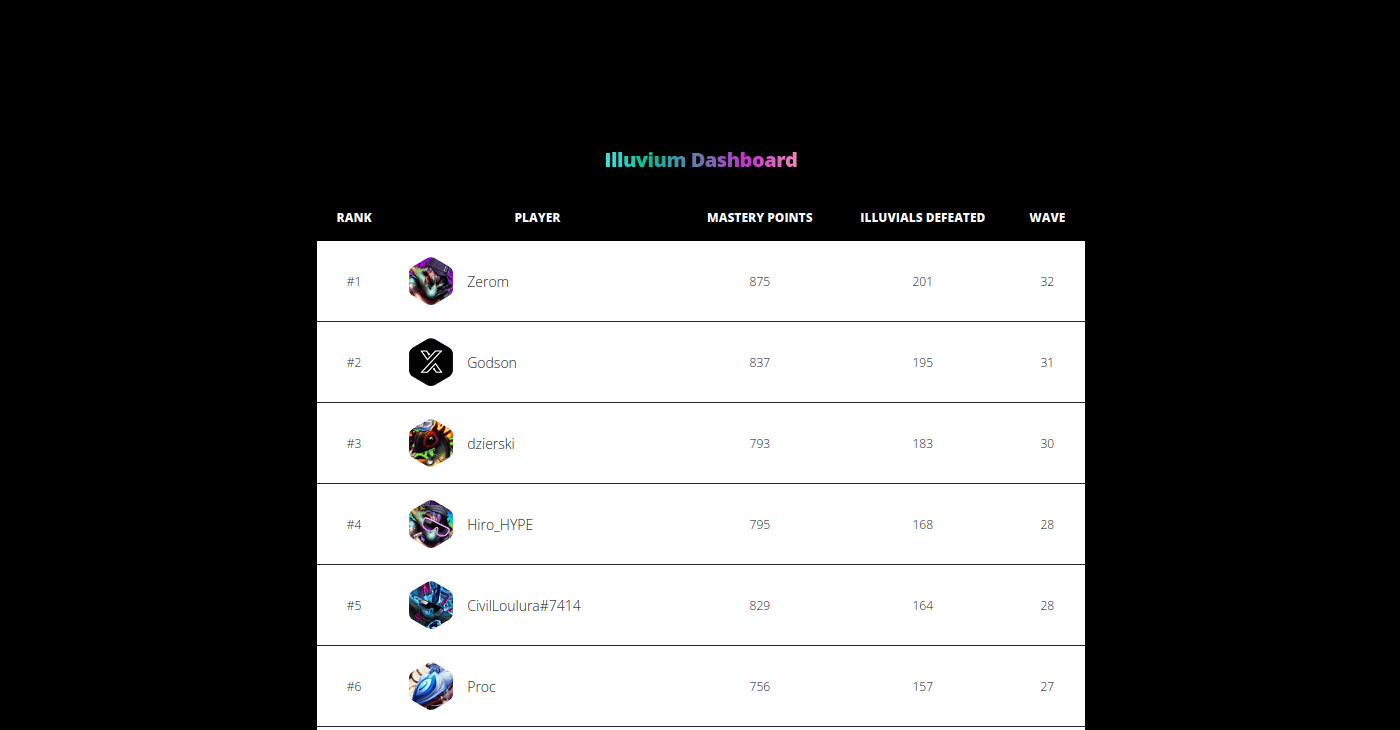 Illuvium Dashboard
RANK PLAYER MASTERY POINTS ILLUVIALS DEFEATED WAVE
#1 Zerom 875 201 32
#2 Godson 837 195 31
#3 dzierski 793 183 30
#4 Hiro_HYPE 795 168 28
#5 CivilLoulura#7414 829 164 28
#6 Proc 756 157 27